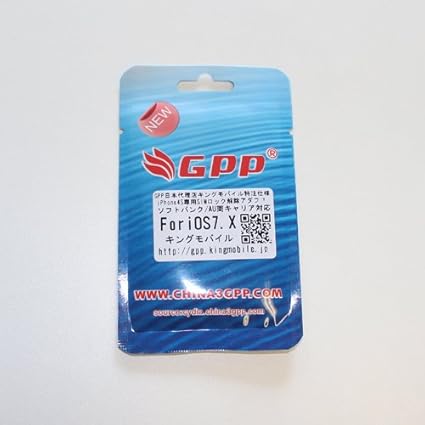 NEW
GPP®
GPP日本代理店キングモバイル特注仕様
iPhone4S専用SIMロック解除アダプ!
ソフトバンク/AU両キャリア対応
ForiOS7.X
キングモバイル
http://gpp.kingmobile.jp
WWW.CHINA3GPP.COM
source:cydia.china3gpp.com